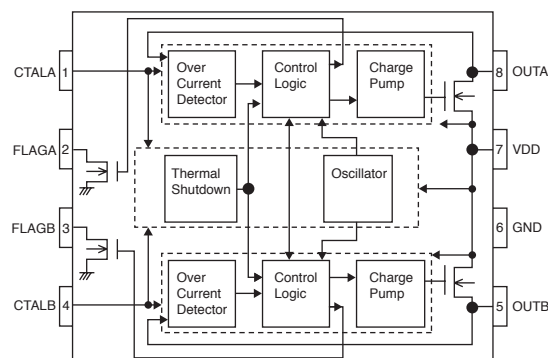 CTALA 1
FLAGA 2
FLAGB 3
CTALB 4
Over
Current
Detector
Control
Logic
Charge
Pump
Thermal
Shutdown
Oscillator
Over
Current
Detector
Control
Logic
Charge
Pump
8 OUTA
7 VDD
6 GND
5 OUTB